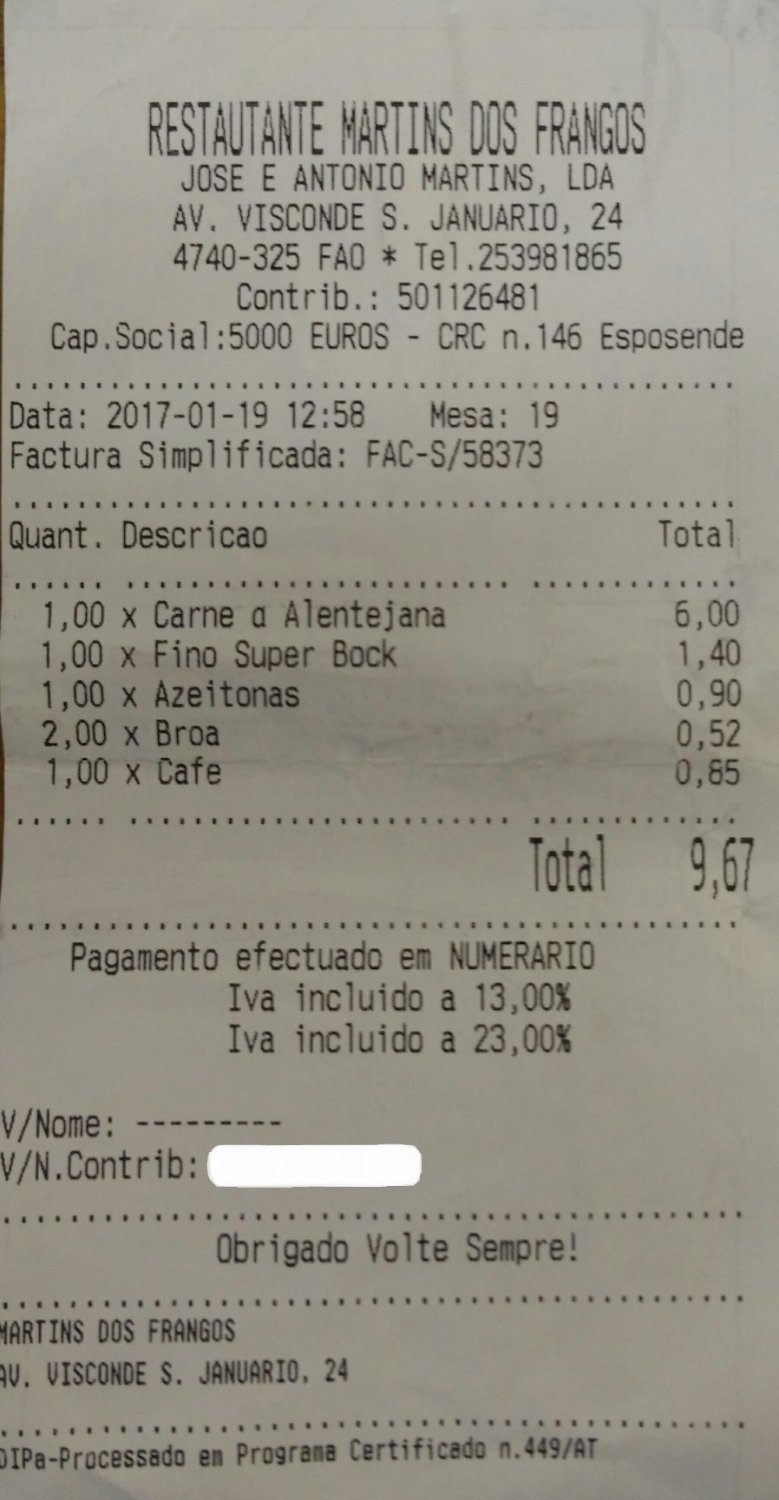 RESTAUTANTE MARTINS DOS FRANGOS
JOSE E ANTONIO MARTINS, LDA
AV. VISCONDE S. JANUARIO, 24
4740-325 FAO * Tel.253981865
Contrib.: 501126481
Cap.Social:5000 EUROS - CRC n.146 Esposende
Data: 2017-01-19 12:58 Mesa: 19
Factura Simplificada: FAC-S/58373
Quant. Descricao Total
1,00 x Carne a Alentejana 6,00
1,00 x Fino Super Bock 1,40
1,00 x Azeitonas 0,90
2,00 x Broa 0,52
1,00 x Cafe 0,85
Total 9,67
Pagamento efectuado em NUMERARIO
Iva incluido a 13,00%
Iva incluido a 23,00%
V/Nome: ---------
V/N.Contrib:
Obrigado Volte Sempre!
MARTINS DOS FRANGOS
AV. VISCONDE S. JANUARIO, 24
OIPa-Processado em Programa Certificado n.449/AT